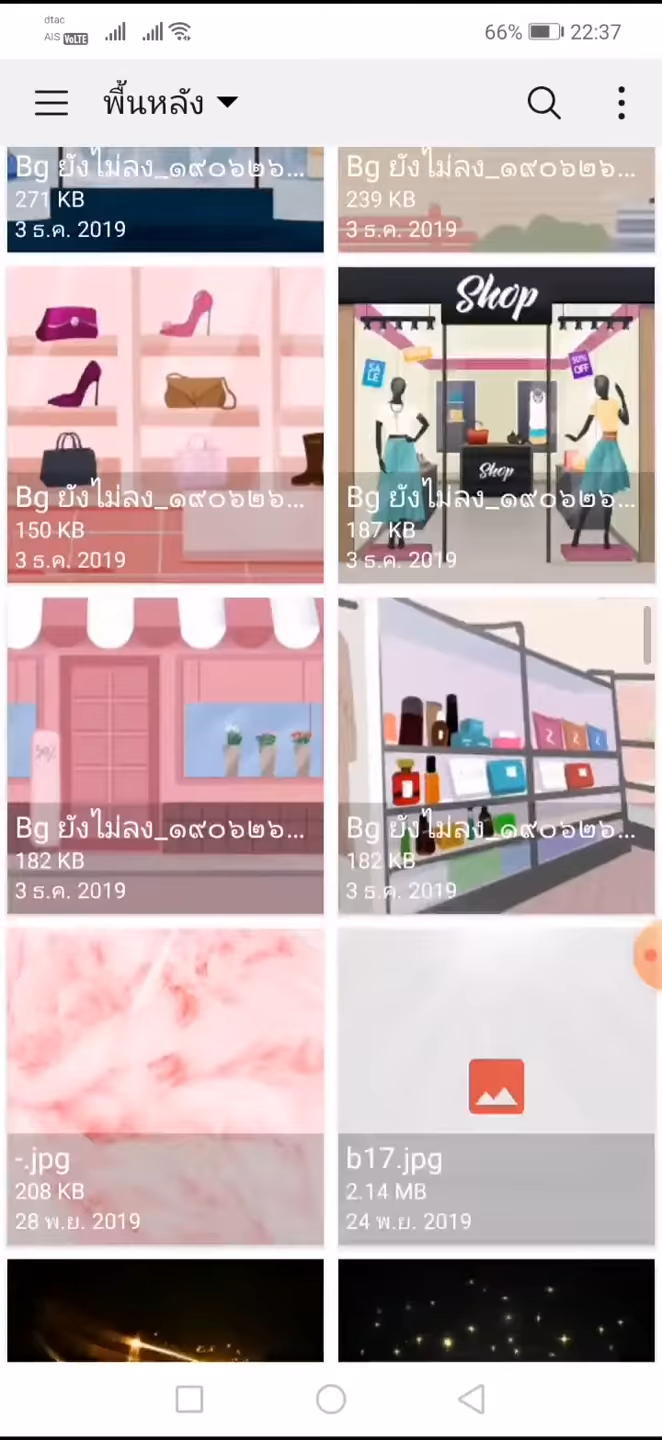 dtac
AIS VoLTE
66% 22:37
พื้นหลัง
Bg ยังไม่ลง_๑๙๐๖๒๖...
271 KB
3 ธ.ค. 2019
Bg ยังไม่ลง_๑๙๐๖๒๖...
239 KB
3 ธ.ค. 2019
Bg ยังไม่ลง_๑๙๐๖๒๖...
150 KB
3 ธ.ค. 2019
Shop
SALE
50% OFF
Shop
Bg ยังไม่ลง_๑๙๐๖๒๖...
187 KB
3 ธ.ค. 2019
Bg ยังไม่ลง_๑๙๐๖๒๖...
182 KB
3 ธ.ค. 2019
Bg ยังไม่ลง_๑๙๐๖๒๖...
182 KB
3 ธ.ค. 2019
-.jpg
208 KB
28 พ.ย. 2019
b17.jpg
2.14 MB
24 พ.ย. 2019